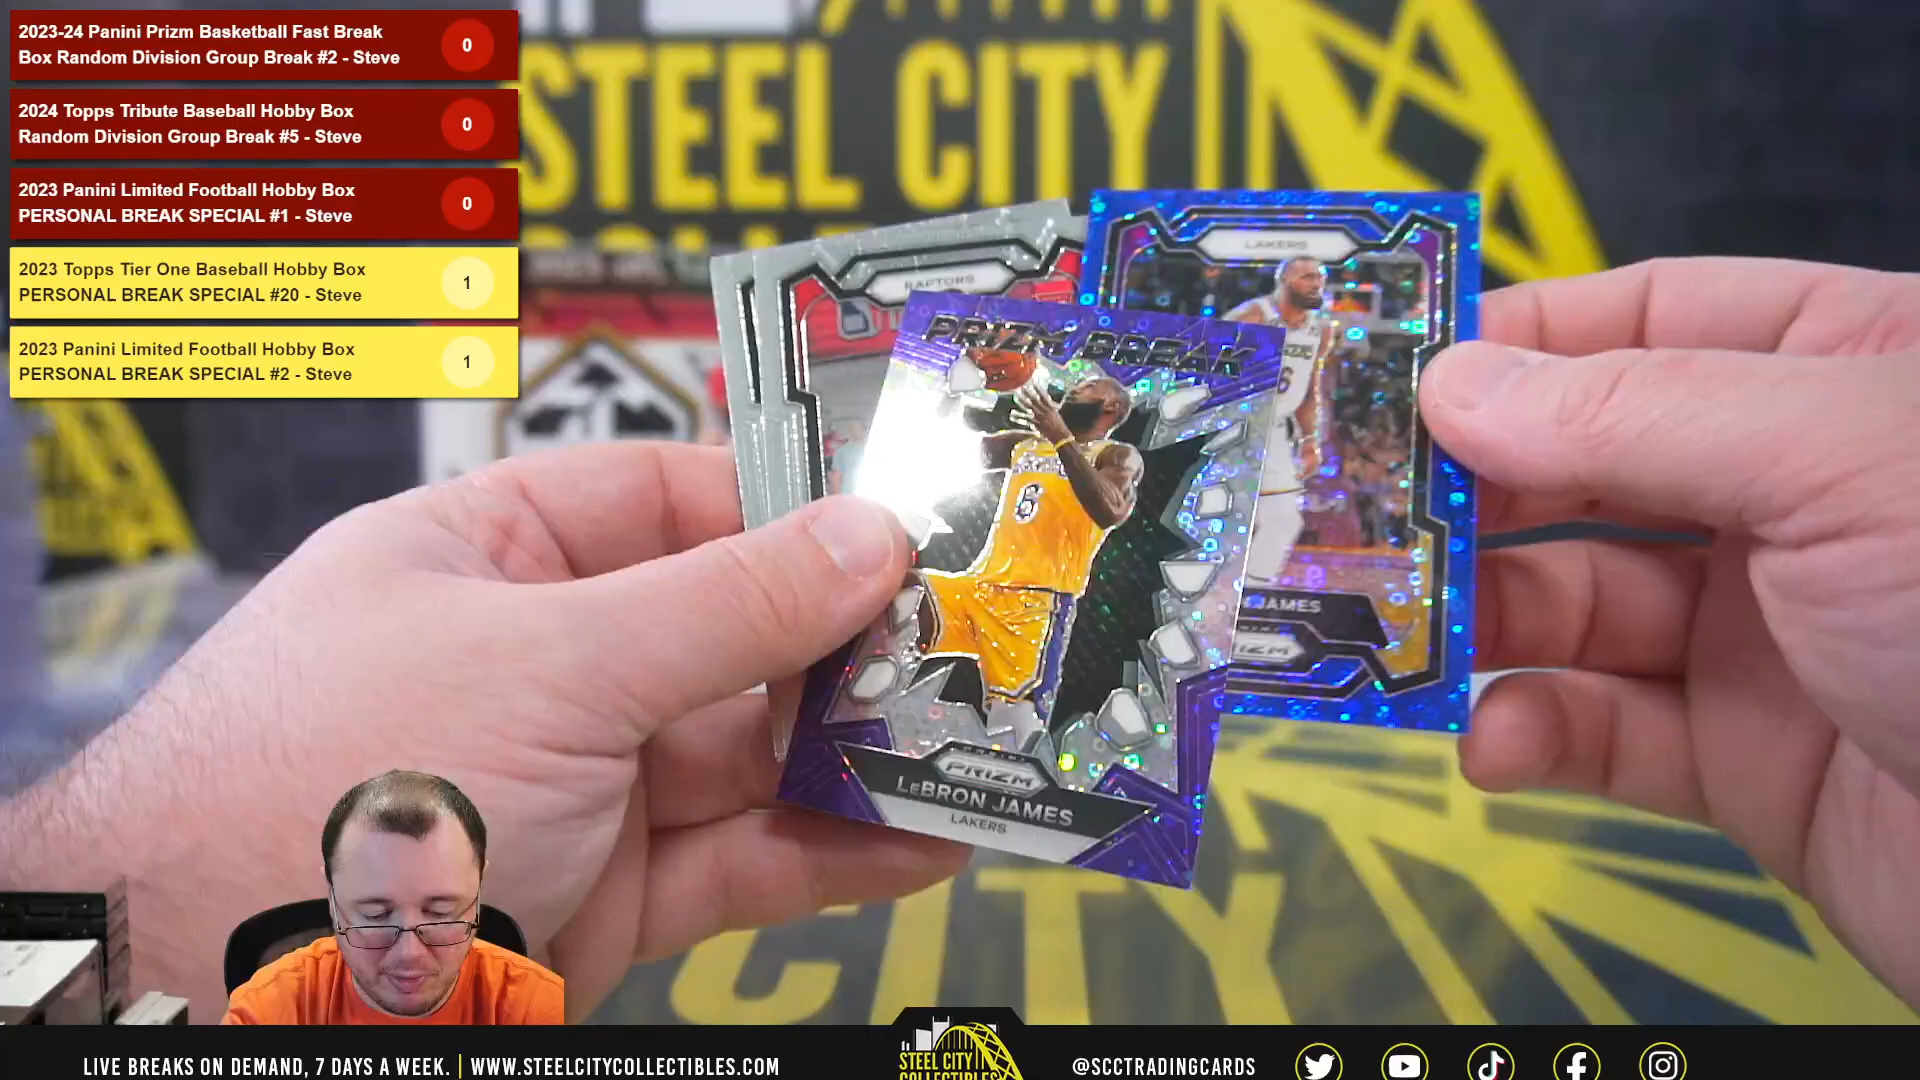 2023-24 Panini Prizm Basketball Fast Break
Box Random Division Group Break #2 - Steve
0
2024 Topps Tribute Baseball Hobby Box
Random Division Group Break #5 - Steve
0
2023 Panini Limited Football Hobby Box
PERSONAL BREAK SPECIAL #1 - Steve
0
2023 Topps Tier One Baseball Hobby Box
PERSONAL BREAK SPECIAL #20 - Steve
1
2023 Panini Limited Football Hobby Box
PERSONAL BREAK SPECIAL #2 - Steve
1
STEEL CITY
LAKERS
RAPTORS
PRIZM BREAK
6
6
JAMES
PANINI
PRIZM
LEBRON JAMES
LAKERS
CITY
LIVE BREAKS ON DEMAND, 7 DAYS A WEEK. | WWW.STEELCITYCOLLECTIBLES.COM
STEEL CITY
COLLECTIBLES
@SCCTRADINGCARDS